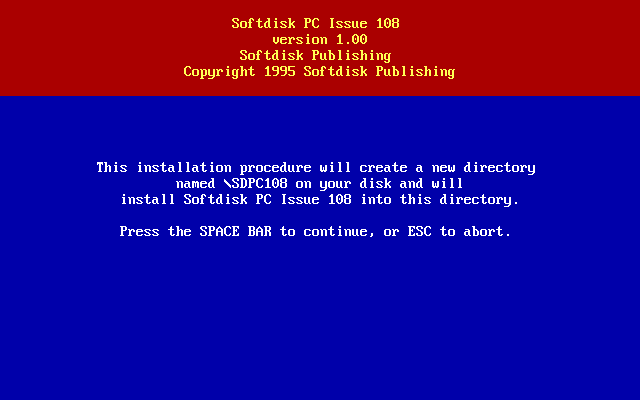 Softdisk PC Issue 108
version 1.00
Softdisk Publishing
Copyright 1995 Softdisk Publishing
This installation procedure will create a new directory
named \SDPC108 on your disk and will
install Softdisk PC Issue 108 into this directory.
Press the SPACE BAR to continue, or ESC to abort.